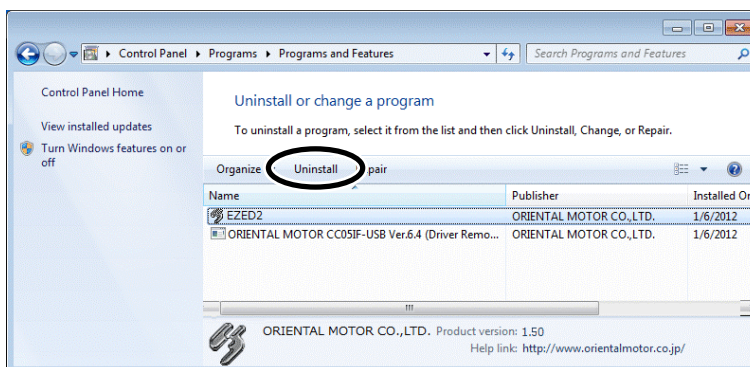 Control Panel Programs Programs and Features
Search Programs and Features
Control Panel Home
View installed updates
Turn Windows features on or
off
Uninstall or change a program
To uninstall a program, select it from the list and then click Uninstall, Change, or Repair.
Organize Uninstall pair
Name Publisher Installed On
EZED2 ORIENTAL MOTOR CO.,LTD. 1/6/2012
ORIENTAL MOTOR CC05IF-USB Ver.6.4 (Driver Remo... ORIENTAL MOTOR CO.,LTD. 1/6/2012
ORIENTAL MOTOR CO.,LTD. Product version: 1.50
Help link: http://www.orientalmotor.co.jp/